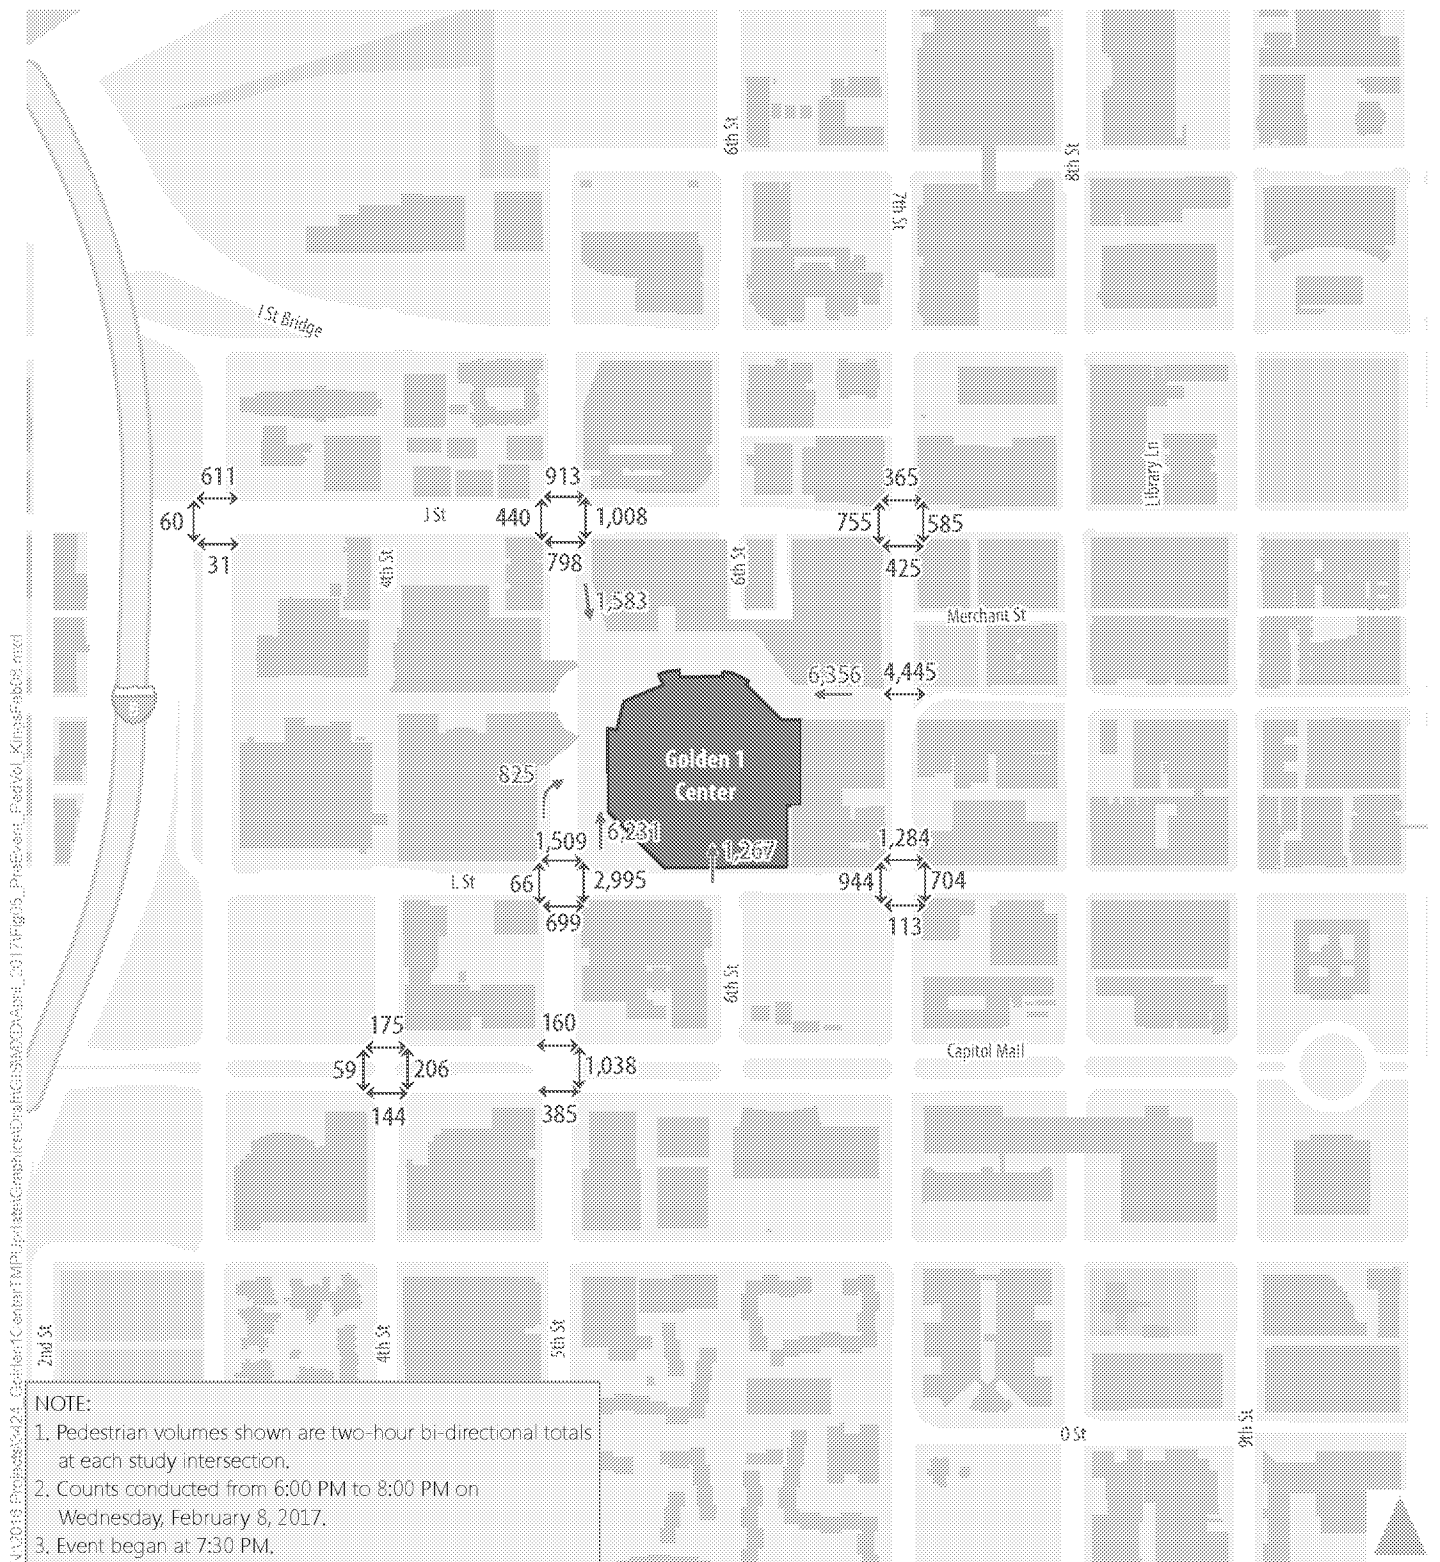 6th St
8th St
7th St
I St Bridge
611
913
365
60
440
1,008
755
585
J St
31
798
425
4th St
6th St
Library Ln
1,583
Merchant St
6,356
4,445
5
Golden 1
Center
825
6,231
1,267
1,509
1,284
L St
66
2,995
944
704
699
113
6th St
175
160
Capitol Mall
59
206
1,038
144
385
2nd St
4th St
5th St
9th St
O St
NOTE:
1. Pedestrian volumes shown are two-hour bi-directional totals
at each study intersection.
2. Counts conducted from 6:00 PM to 8:00 PM on
Wednesday, February 8, 2017.
3. Event began at 7:30 PM.